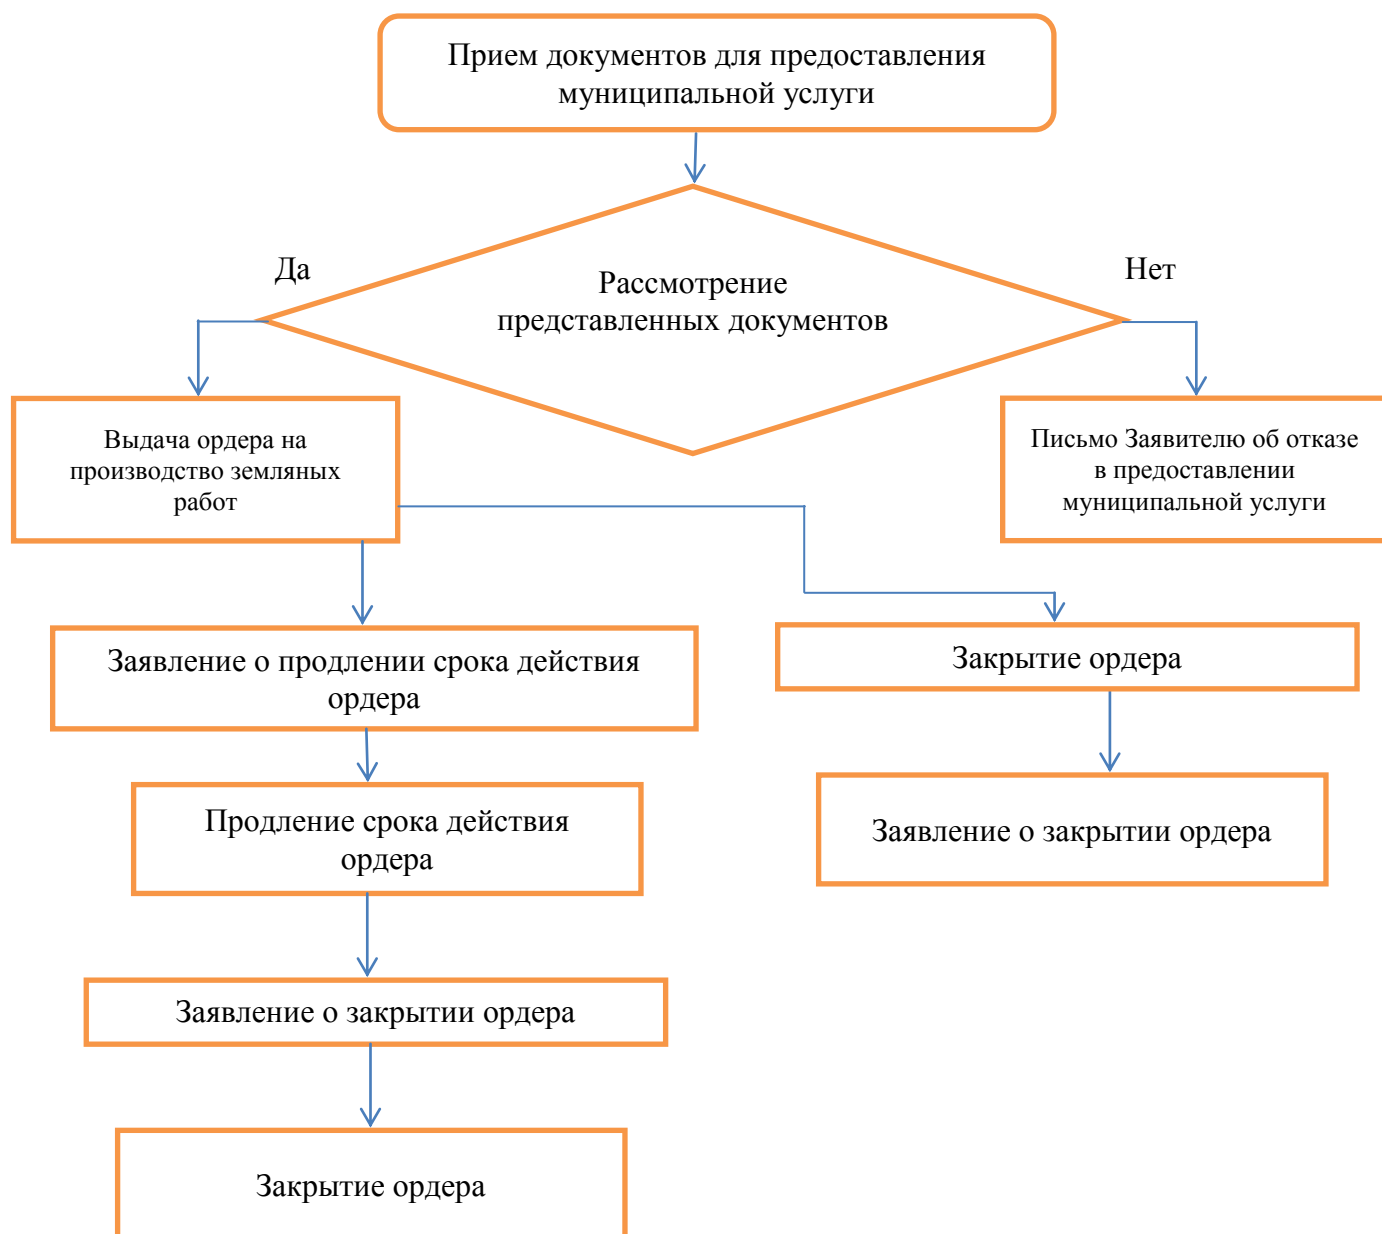 Прием документов для предоставления
муниципальной услуги
Да
Нет
Рассмотрение
представленных документов
Выдача ордера на
производство земляных
работ
Письмо Заявителю об отказе
в предоставлении
муниципальной услуги
Заявление о продлении срока действия
ордера
Закрытие ордера
Продление срока действия
ордера
Заявление о закрытии ордера
Заявление о закрытии ордера
Закрытие ордера